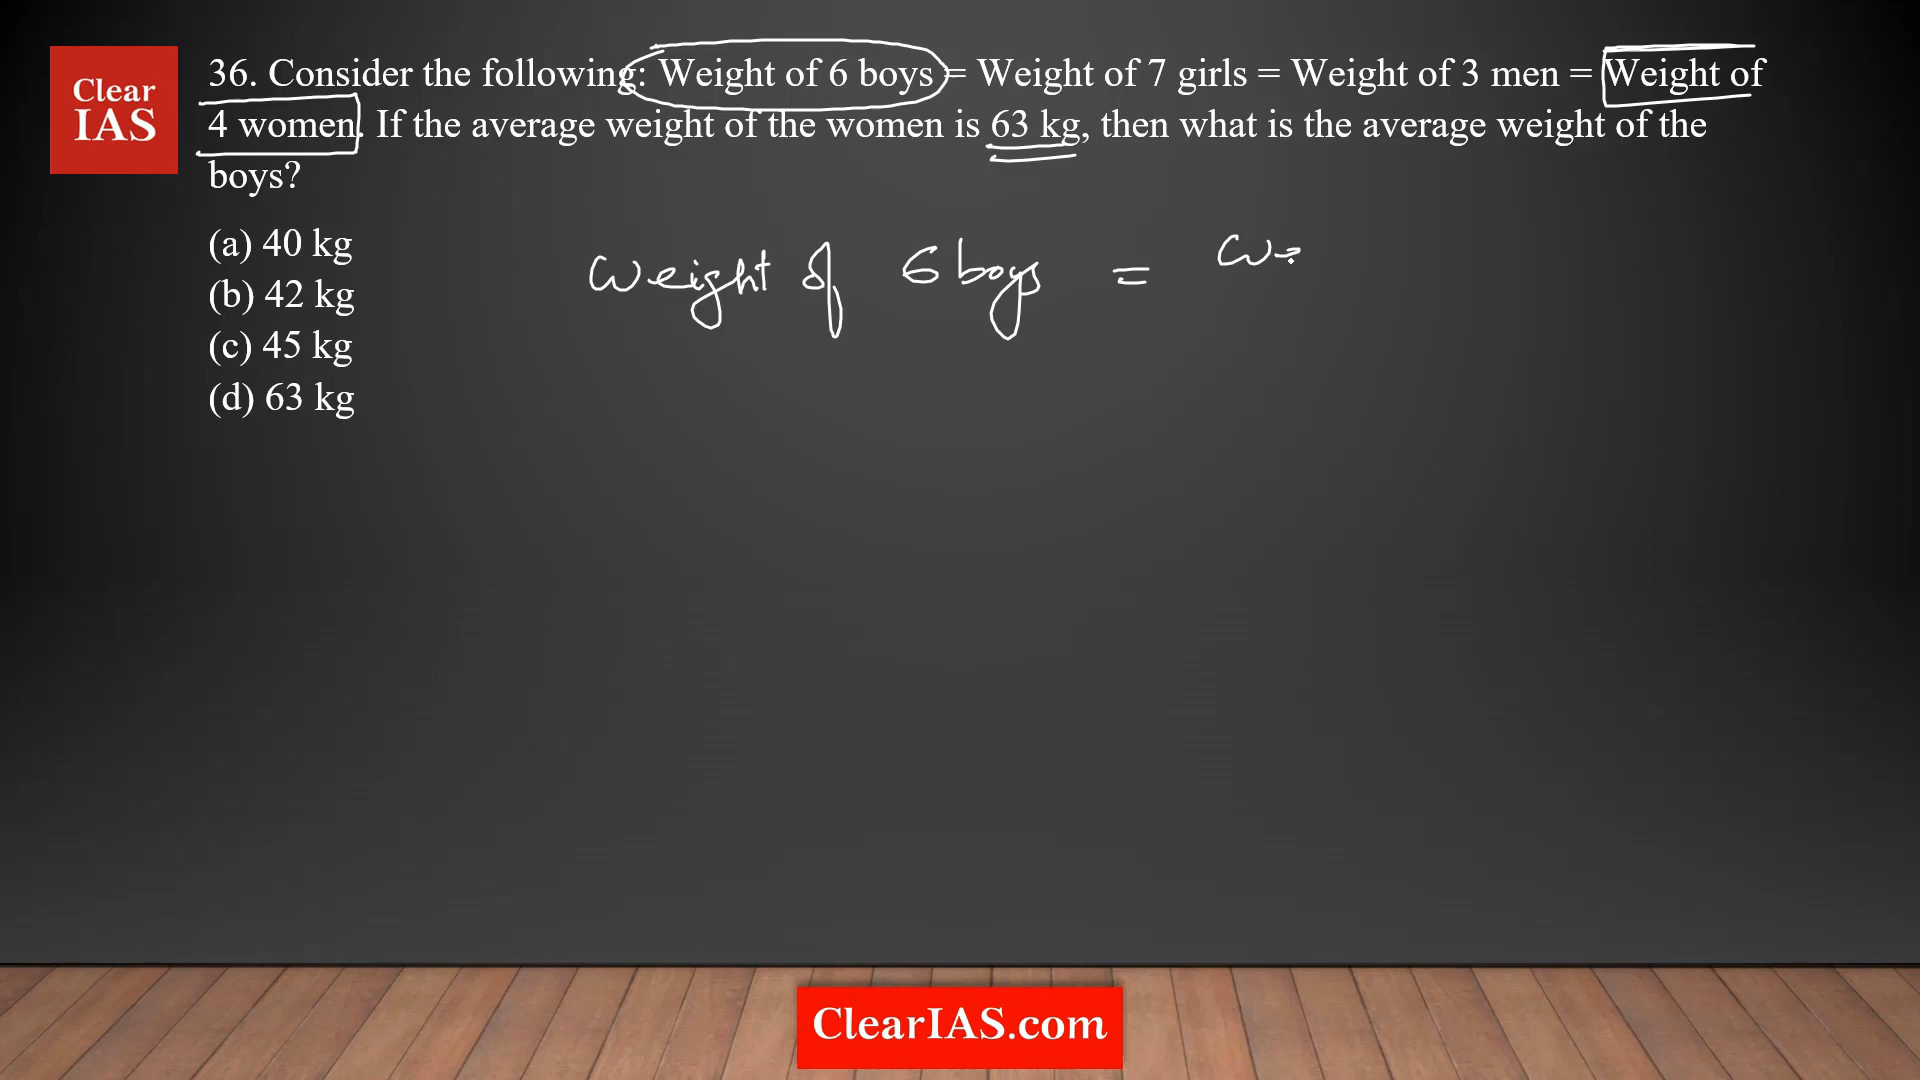 Clear
IAS
36. Consider the following: Weight of 6 boys = Weight of 7 girls = Weight of 3 men = Weight of
4 women. If the average weight of the women is 63 kg, then what is the average weight of the
boys?
(a) 40 kg
(b) 42 kg
(c) 45 kg
(d) 63 kg
Weight of 6 boys =
ClearIAS.com